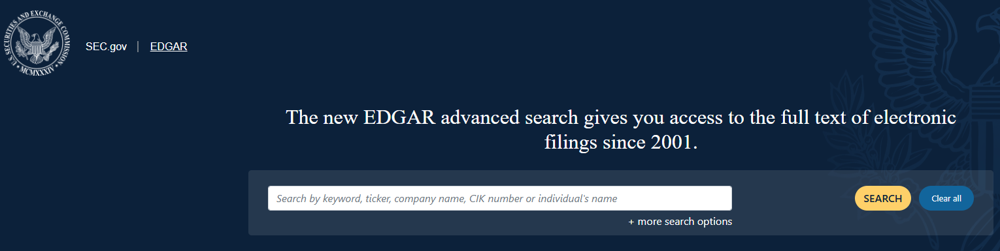 U.S. SECURITIES AND EXCHANGE COMMISSION
MCMXXXIV
SEC.gov | EDGAR
The new EDGAR advanced search gives you access to the full text of electronic
filings since 2001.
Search by keyword, ticker, company name, CIK number or individual's name
SEARCH
Clear all
+ more search options